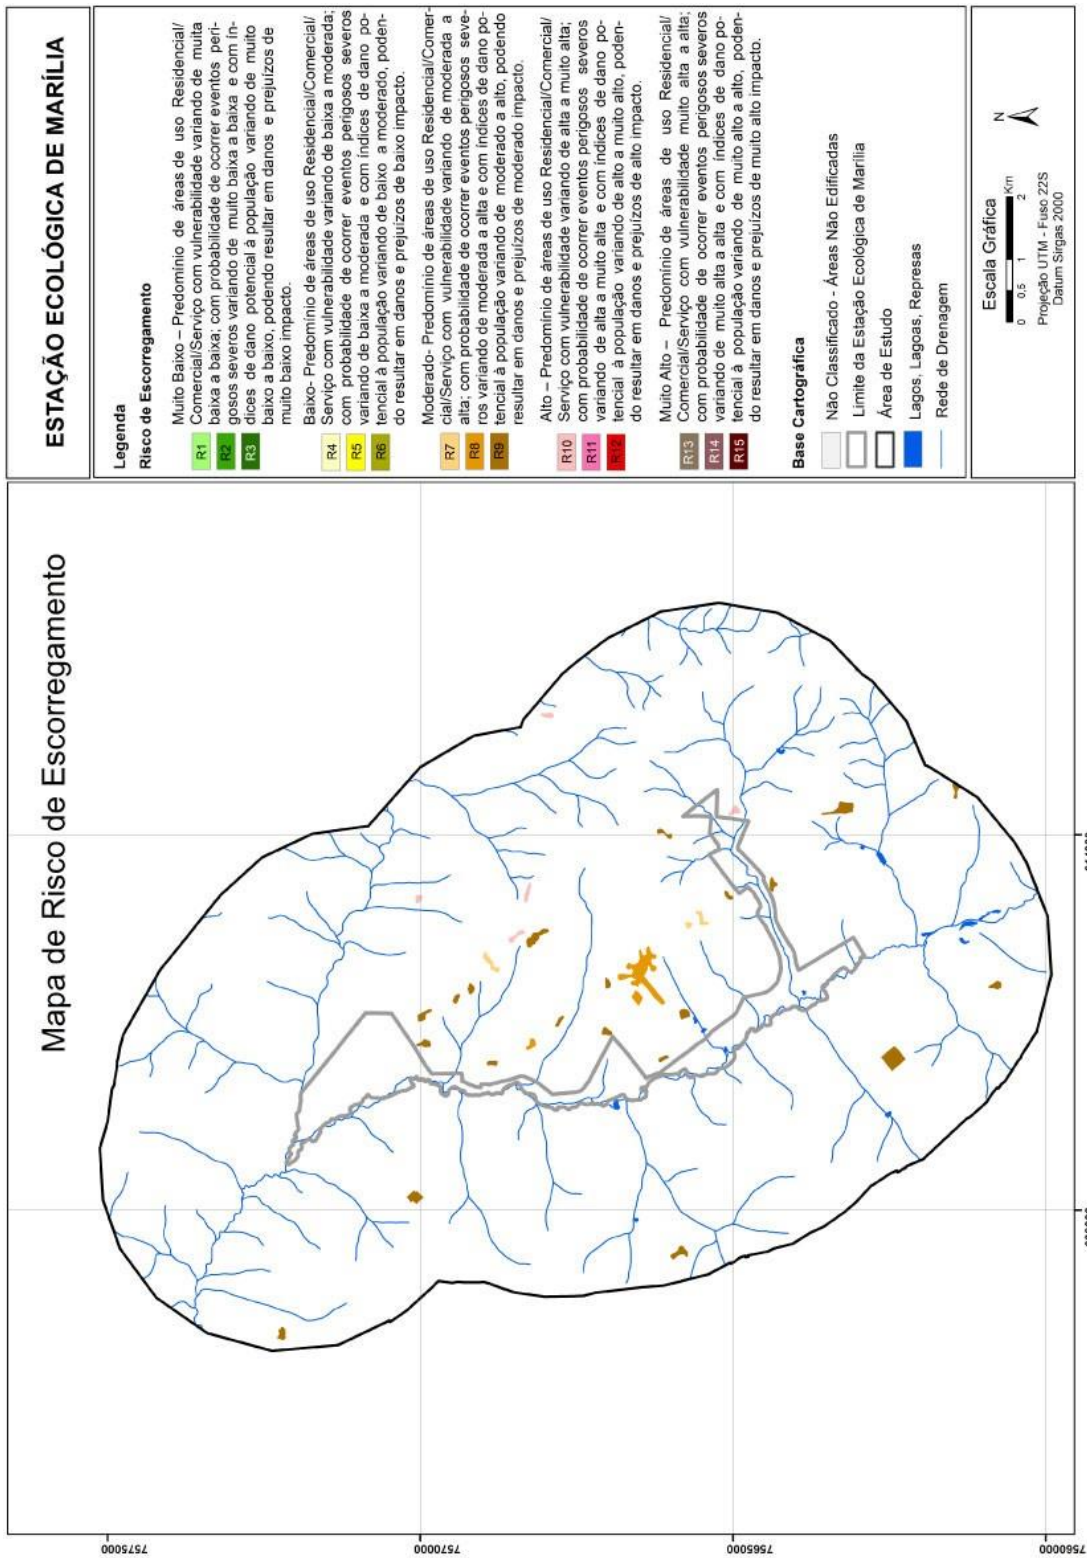 ESTAÇÃO ECOLÓGICA DE MARÍLIA
Mapa de Risco de Escorregamento
Legenda
Risco de Escorregamento
R1
R2
R3
Muito Baixo – Predomínio de áreas de uso Residencial/
Comercial/Serviço com vulnerabilidade variando de muita
baixa a baixa; com probabilidade de ocorrer eventos peri-
gosos severos variando de muito baixa a baixa e com ín-
dices de dano potencial à população variando de muito
baixo a baixo, podendo resultar em danos e prejuízos de
muito baixo impacto.
R4
R5
R6
Baixo- Predomínio de áreas de uso Residencial/Comercial/
Serviço com vulnerabilidade variando de baixa a moderada;
com probabilidade de ocorrer eventos perigosos severos
variando de baixa a moderada e com índices de dano po-
tencial à população variando de baixo a moderado, poden-
do resultar em danos e prejuízos de baixo impacto.
R7
R8
R9
Moderado- Predomínio de áreas de uso Residencial/Comer-
cial/Serviço com vulnerabilidade variando de moderada a
alta; com probabilidade de ocorrer eventos perigosos seve-
ros variando de moderada a alta e com índices de dano po-
tencial à população variando de moderado a alto, podendo
resultar em danos e prejuízos de moderado impacto.
R10
R11
R12
Alto – Predomínio de áreas de uso Residencial/Comercial/
Serviço com vulnerabilidade variando de alta a muito alta;
com probabilidade de ocorrer eventos perigosos severos
variando de alta a muito alta e com índices de dano po-
tencial à população variando de alto a muito alto, poden-
do resultar em danos e prejuízos de alto impacto.
R13
R14
R15
Muito Alto – Predomínio de áreas de uso Residencial/
Comercial/Serviço com vulnerabilidade muito alta a alta;
com probabilidade de ocorrer eventos perigosos severos
variando de muito alta a alta e com índices de dano po-
tencial à população variando de muito alto a alto, poden-
do resultar em danos e prejuízos de muito alto impacto.
Base Cartográfica
Não Classificado - Áreas Não Edificadas
Limite da Estação Ecológica de Marília
Área de Estudo
Lagos, Lagoas, Represas
Rede de Drenagem
Escala Gráfica
N
Km
0 0,5 1 2
Projeção UTM - Fuso 22S
Datum Sirgas 2000
7575000
7570000
7565000
7560000